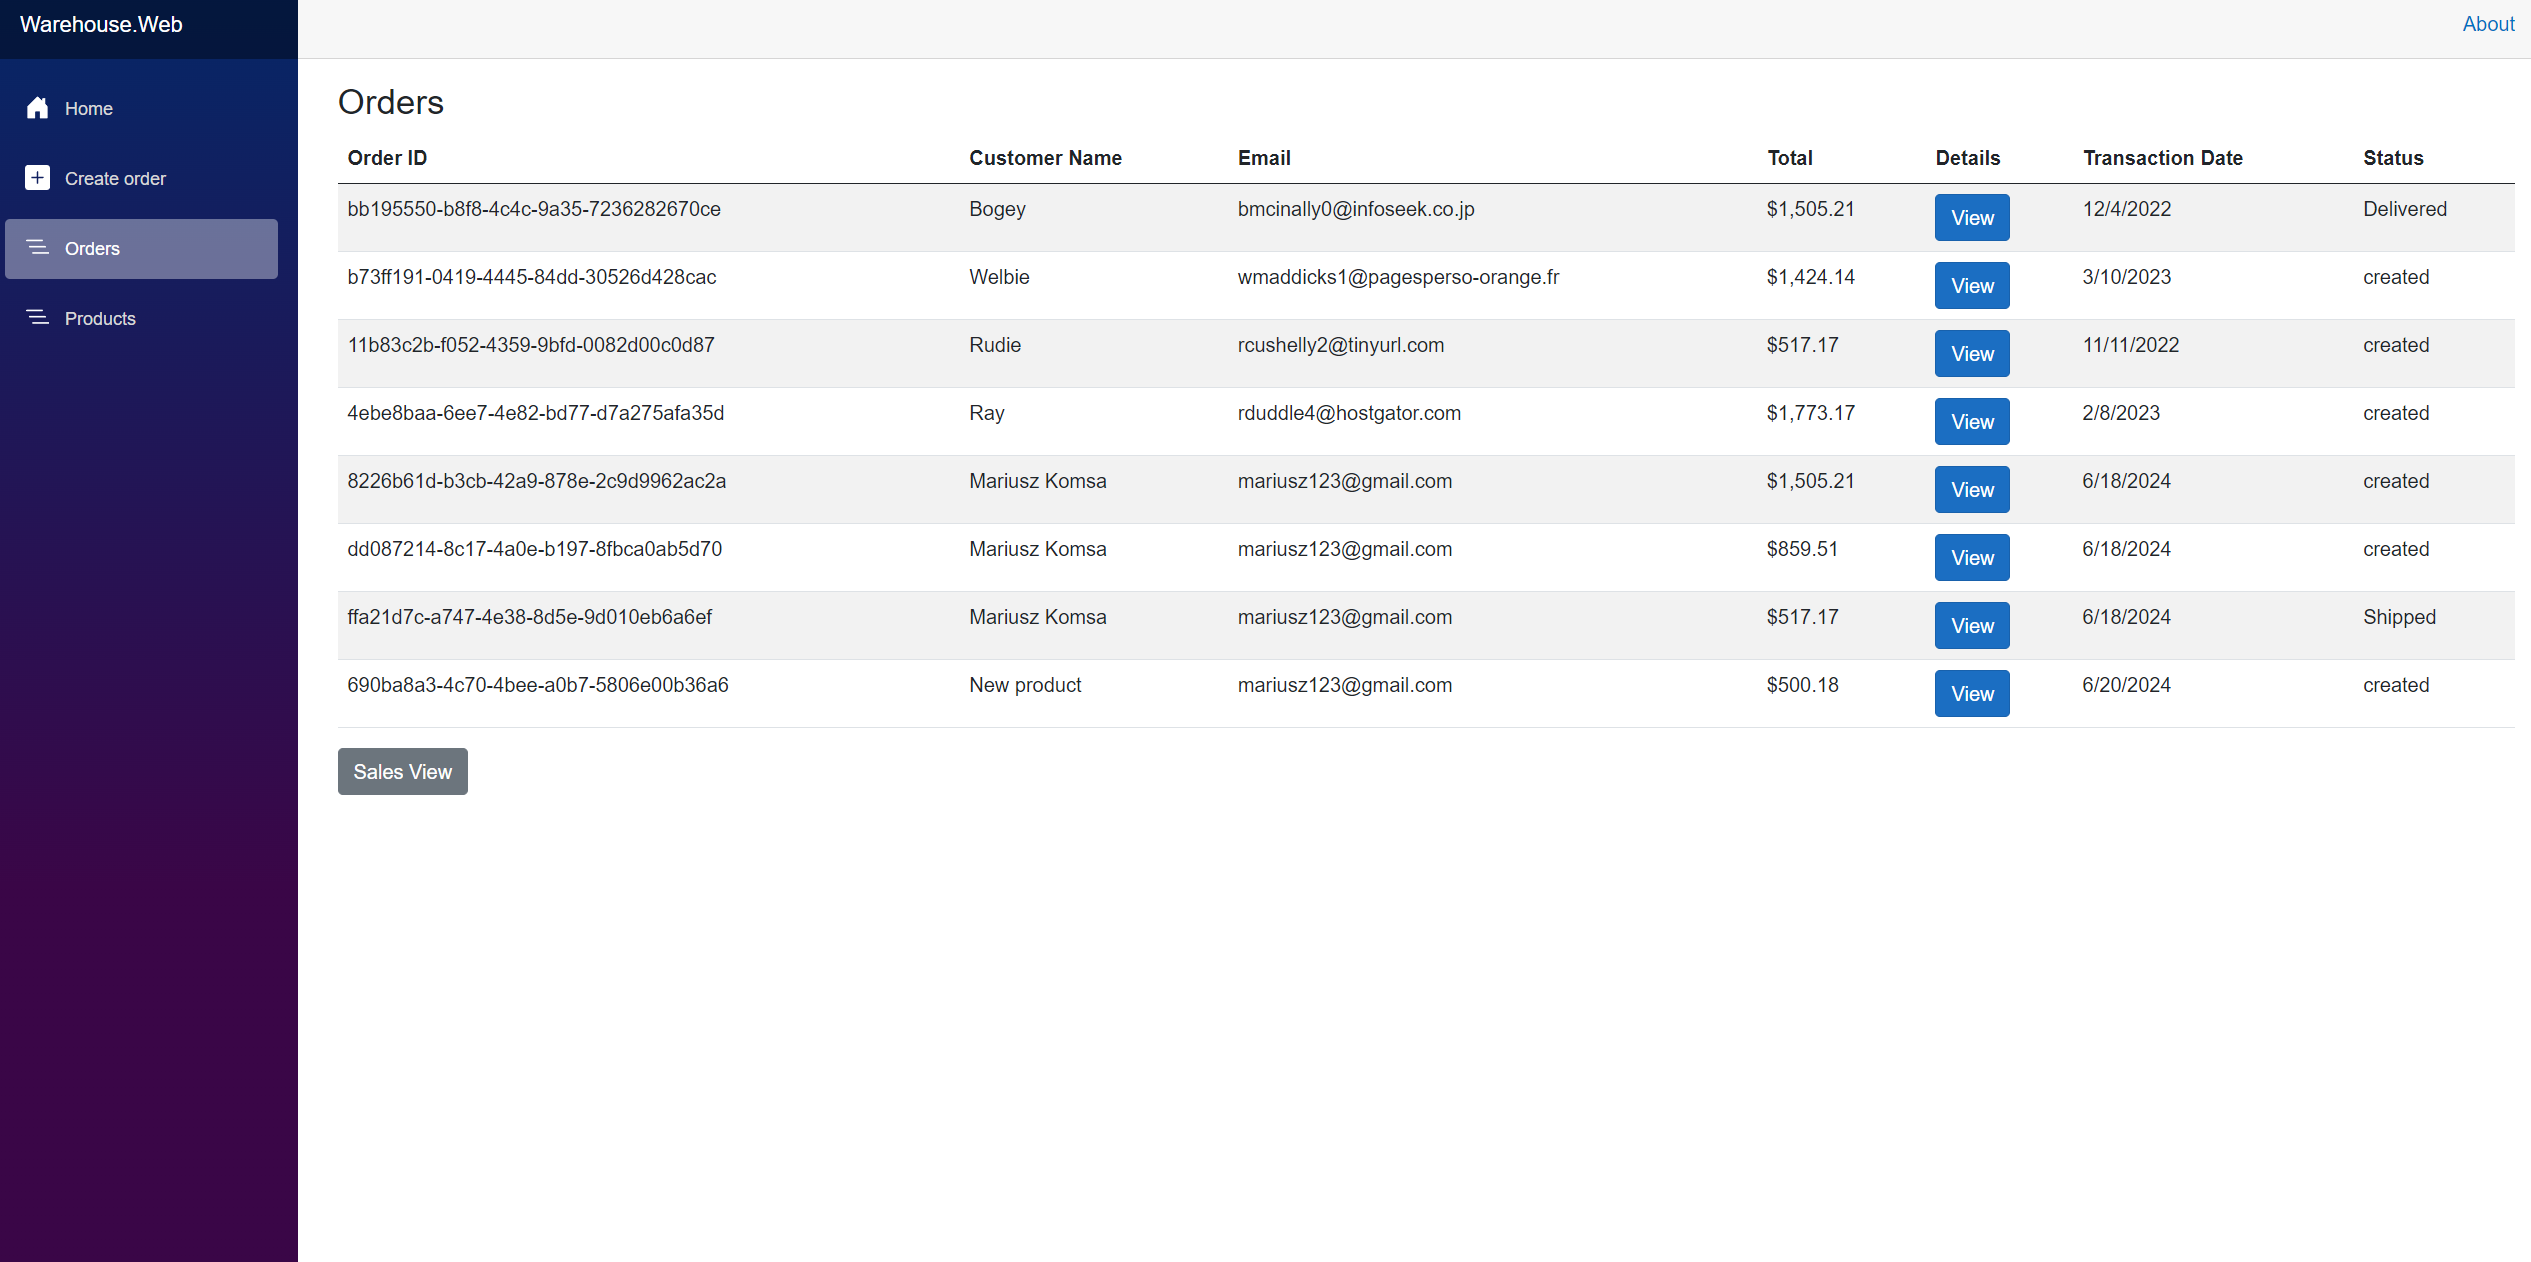 Warehouse.Web
About
Home
Create order
Orders
Products
Orders
Order ID Customer Name Email Total Details Transaction Date Status
bb195550-b8f8-4c4c-9a35-7236282670ce Bogey bmcinally0@infoseek.co.jp $1,505.21 View 12/4/2022 Delivered
b73ff191-0419-4445-84dd-30526d428cac Welbie wmaddicks1@pagesperso-orange.fr $1,424.14 View 3/10/2023 created
11b83c2b-f052-4359-9bfd-0082d00c0d87 Rudie rcushelly2@tinyurl.com $517.17 View 11/11/2022 created
4ebe8baa-6ee7-4e82-bd77-d7a275afa35d Ray rduddle4@hostgator.com $1,773.17 View 2/8/2023 created
8226b61d-b3cb-42a9-878e-2c9d9962ac2a Mariusz Komsa mariusz123@gmail.com $1,505.21 View 6/18/2024 created
dd087214-8c17-4a0e-b197-8fbca0ab5d70 Mariusz Komsa mariusz123@gmail.com $859.51 View 6/18/2024 created
ffa21d7c-a747-4e38-8d5e-9d010eb6a6ef Mariusz Komsa mariusz123@gmail.com $517.17 View 6/18/2024 Shipped
690ba8a3-4c70-4bee-a0b7-5806e00b36a6 New product mariusz123@gmail.com $500.18 View 6/20/2024 created
Sales View